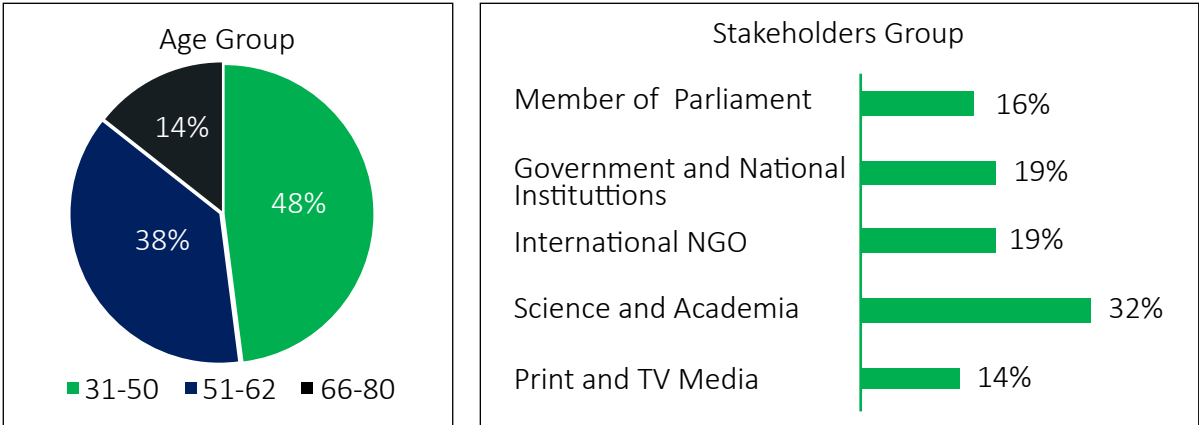 Age Group
14%
48%
38%
31-50 51-62 66-80
Stakeholders Group
Member of Parliament
16%
Government and National
Instituttions
19%
International NGO
19%
Science and Academia
32%
Print and TV Media
14%